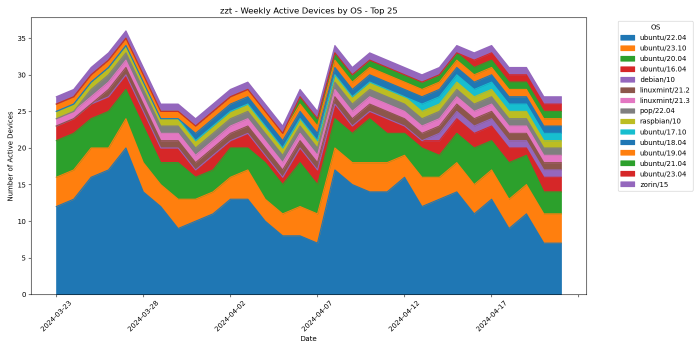 zzt - Weekly Active Devices by OS - Top 25
Number of Active Devices
35
30
25
20
15
10
5
0
2024-03-23
2024-03-28
2024-04-02
2024-04-07
2024-04-12
2024-04-17
Date
OS
ubuntu/22.04
ubuntu/23.10
ubuntu/20.04
ubuntu/16.04
debian/10
linuxmint/21.2
linuxmint/21.3
pop/22.04
raspbian/10
ubuntu/17.10
ubuntu/18.04
ubuntu/19.04
ubuntu/21.04
ubuntu/23.04
zorin/15